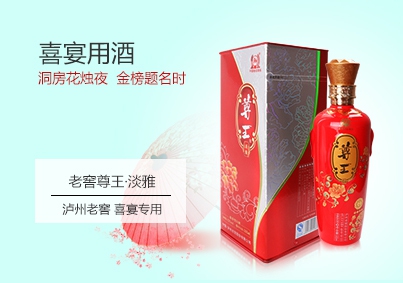 喜宴用酒
洞房花烛夜 金榜题名时
老窖尊王·淡雅
泸州老窖 喜宴专用
尊王
尊王